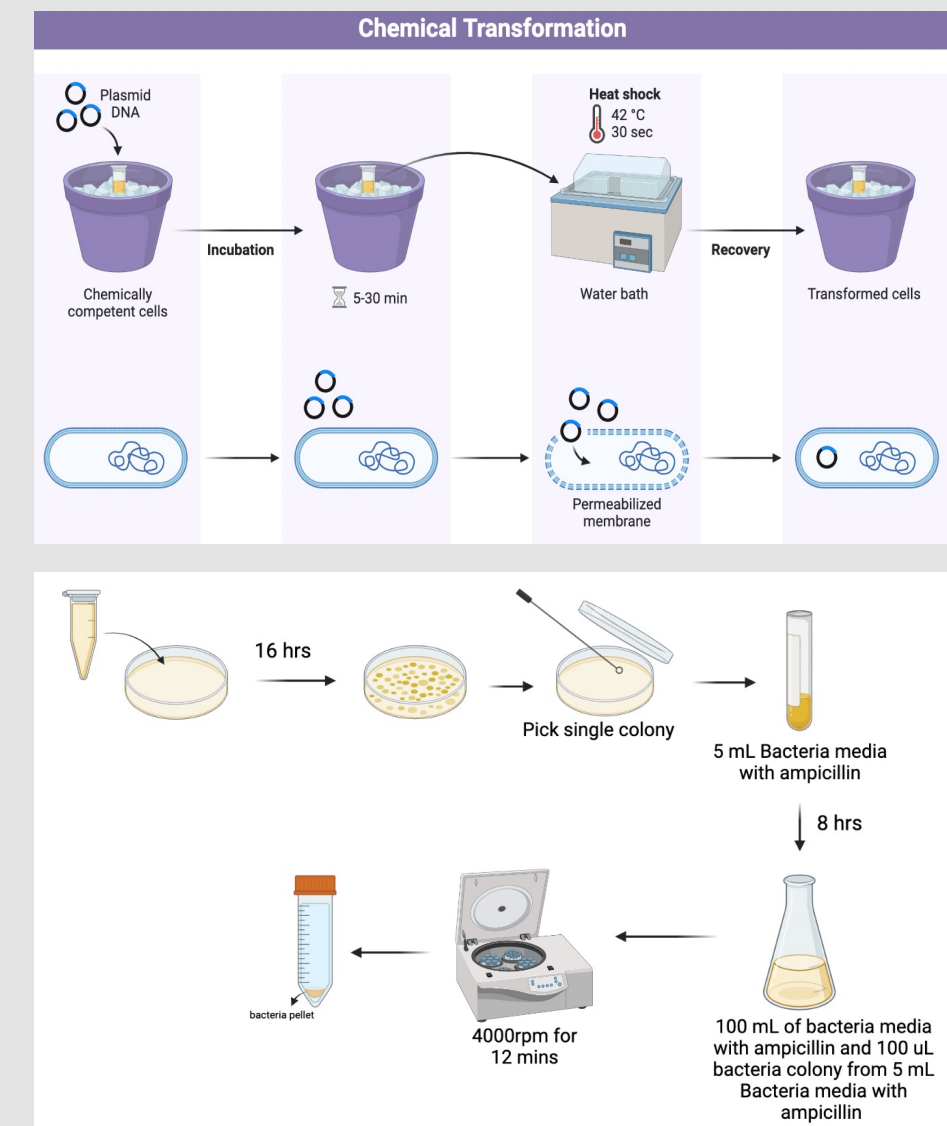 Chemical Transformation
Plasmid
DNA
Heat shock
42 °C
30 sec
Incubation
Recovery
Chemically
competent cells
5-30 min
Water bath
Transformed cells
Permeabilized
membrane
16 hrs
Pick single colony
5 mL Bacteria media
with ampicillin
8 hrs
bacteria pellet
4000rpm for
12 mins
100 mL of bacteria media
with ampicillin and 100 uL
bacteria colony from 5 mL
Bacteria media with
ampicillin